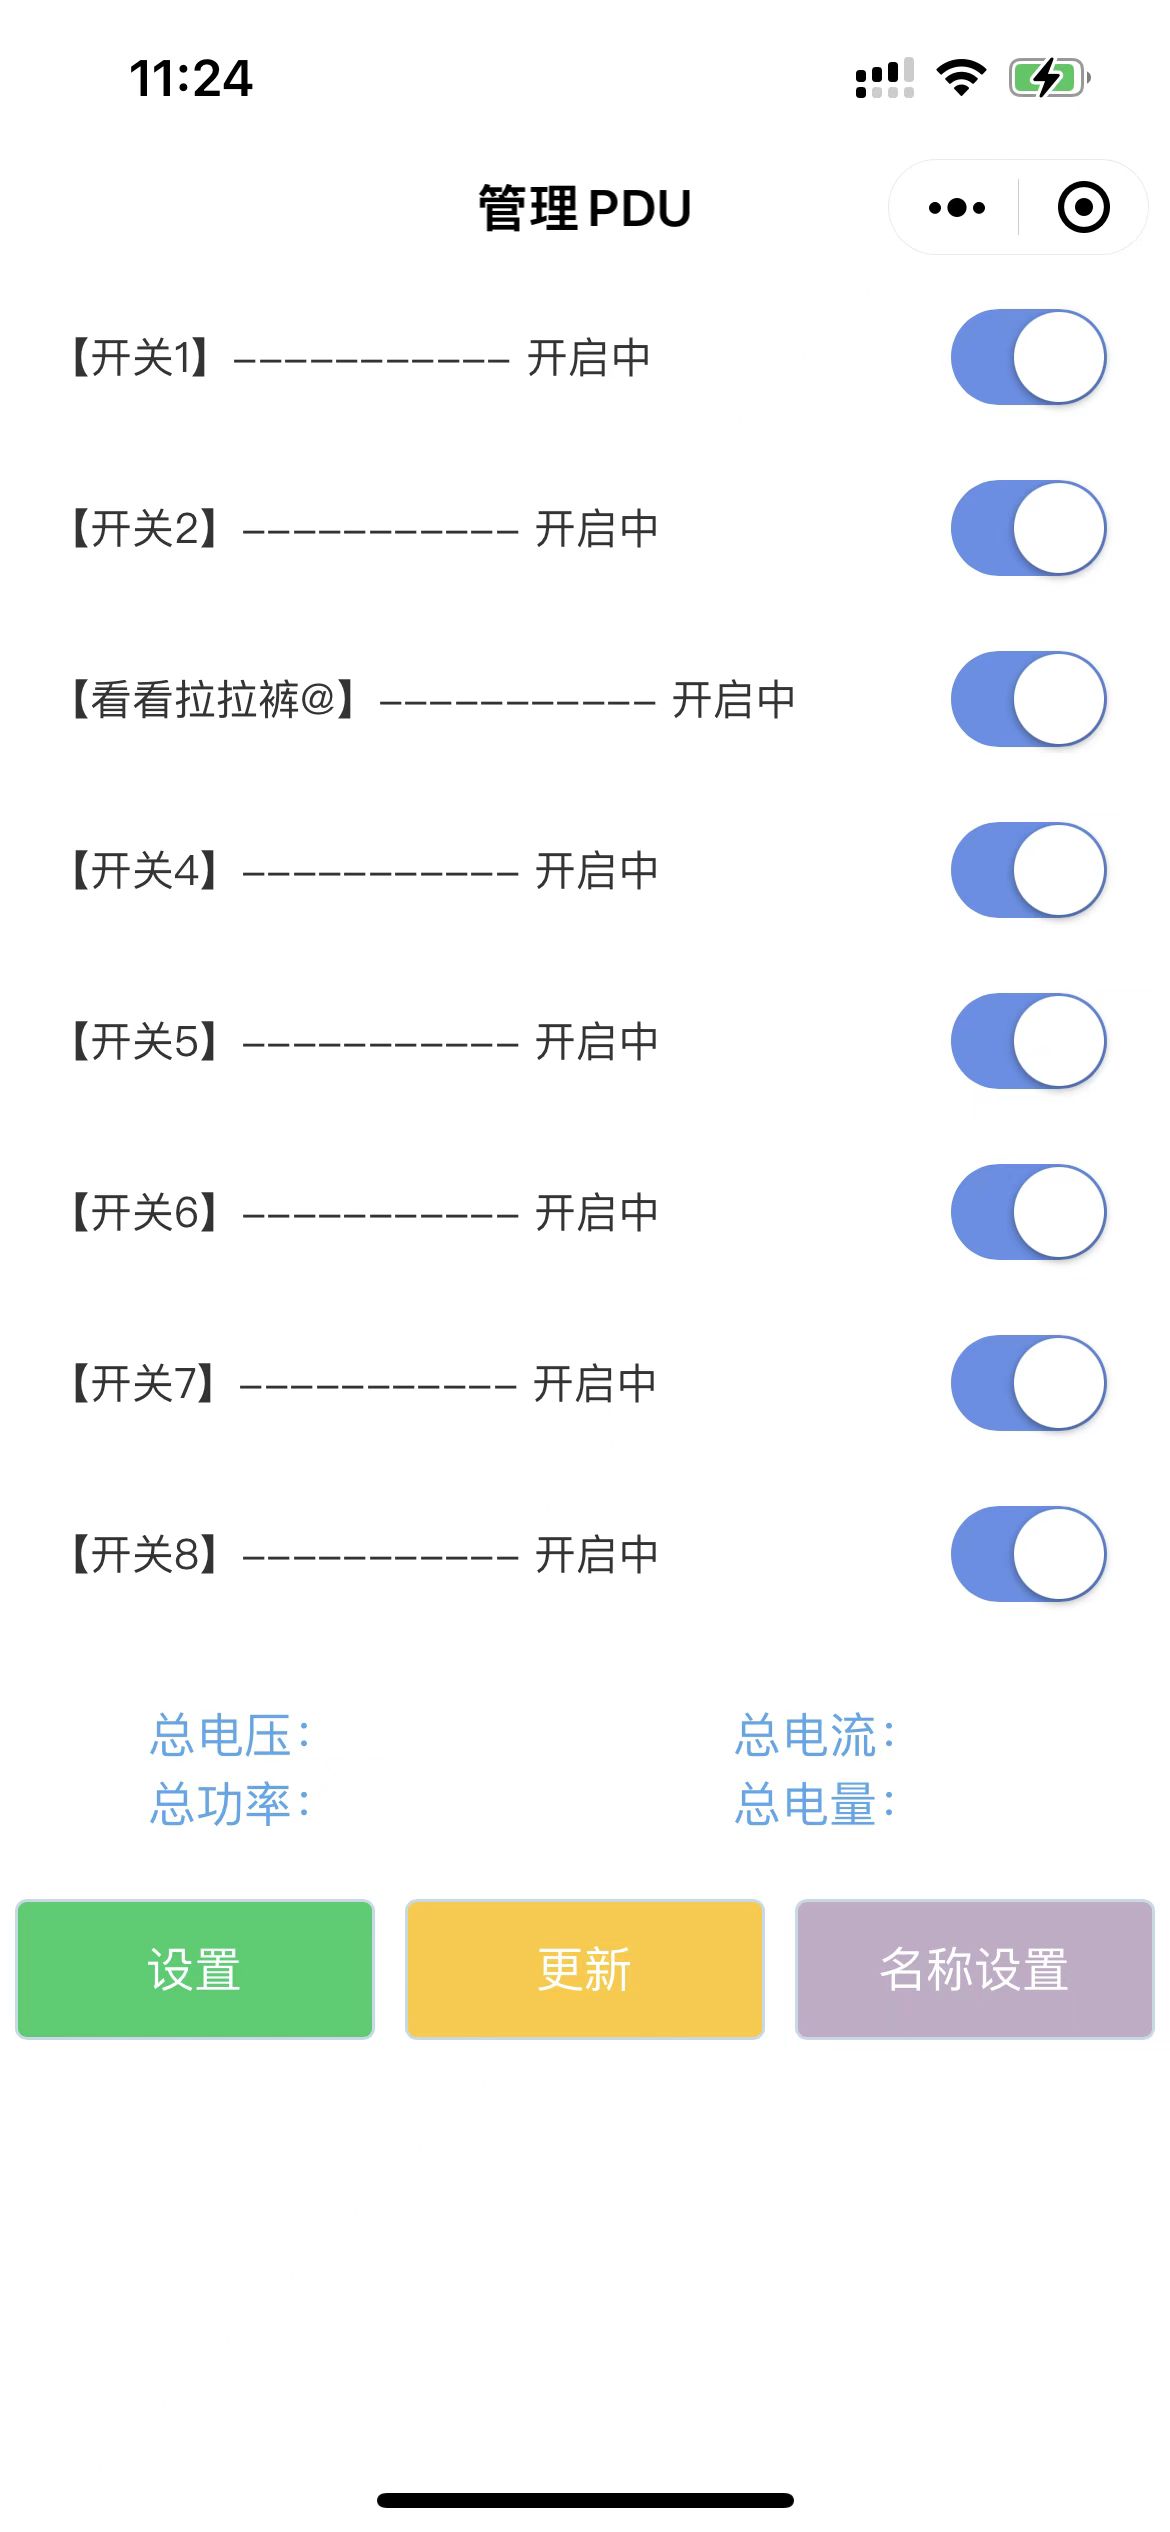 11:24
管理 PDU
【开关1】----------- 开启中
【开关2】----------- 开启中
【看看拉拉裤@】----------- 开启中
【开关4】----------- 开启中
【开关5】----------- 开启中
【开关6】----------- 开启中
【开关7】----------- 开启中
【开关8】----------- 开启中
总电压： 总电流：
总功率： 总电量：
设置 更新 名称设置